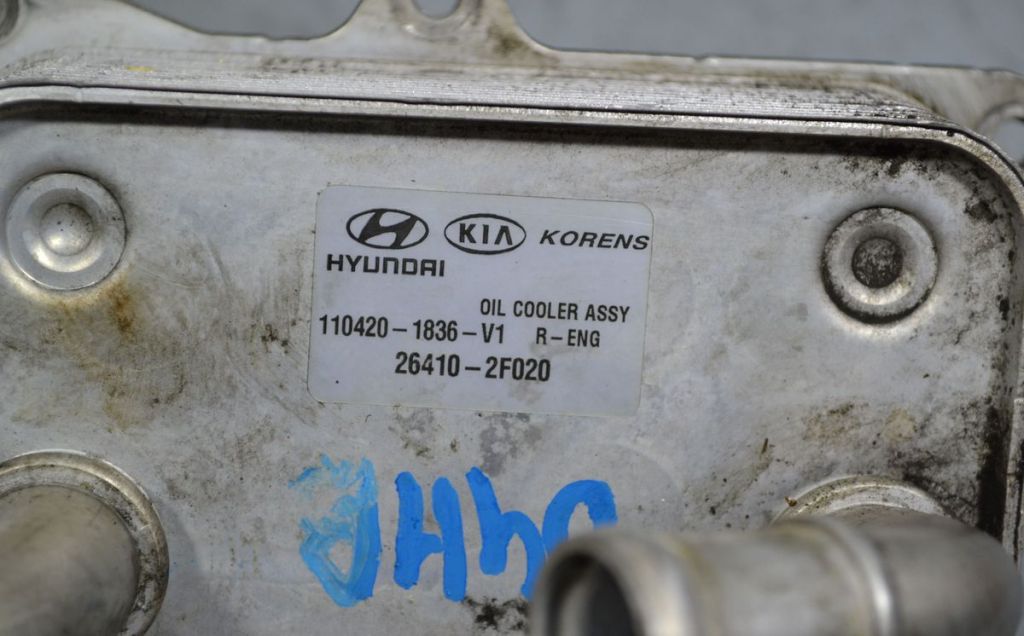 KIA KORENS
HYUNDAI
OIL COOLER ASSY
110420-1836-V1 R-ENG
26410-2F020